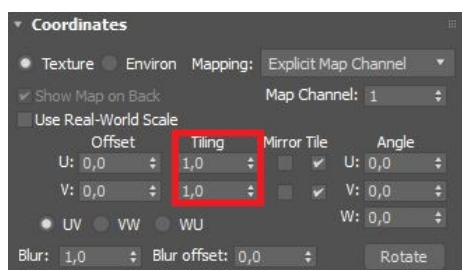 Coordinates
Texture Environ Mapping: Explicit Map Channel
Show Map on Back Map Channel: 1
Use Real-World Scale
Offset Tiling Mirror Tile Angle
U: 0,0 1,0 U: 0,0
V: 0,0 1,0 V: 0,0
UV VW WU W: 0,0
Blur: 1,0 Blur offset: 0,0 Rotate